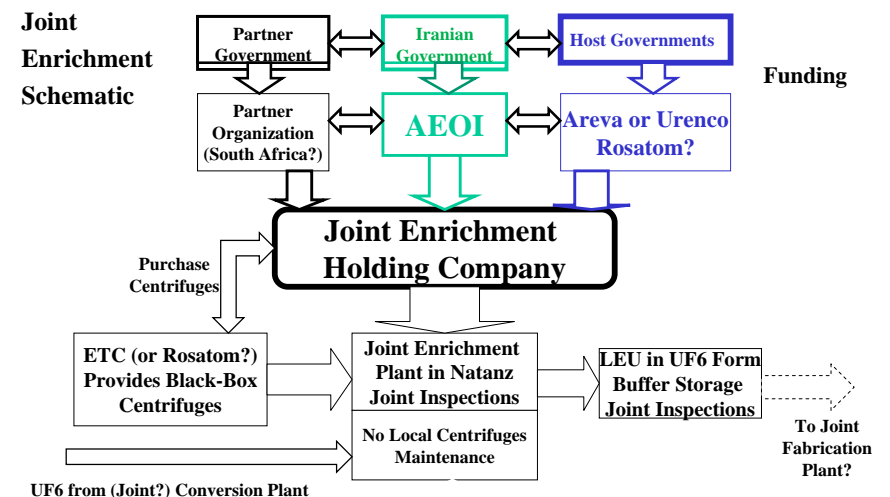 Joint
Enrichment
Schematic
Partner
Government
Iranian
Government
Host Governments
Funding
Partner
Organization
(South Africa?)
AEOI
Areva or Urenco
Rosatom?
Joint Enrichment
Holding Company
Purchase
Centrifuges
ETC (or Rosatom?)
Provides Black-Box
Centrifuges
Joint Enrichment
Plant in Natanz
Joint Inspections
LEU in UF6 Form
Buffer Storage
Joint Inspections
No Local Centrifuges
Maintenance
To Joint
Fabrication
Plant?
UF6 from (Joint?) Conversion Plant